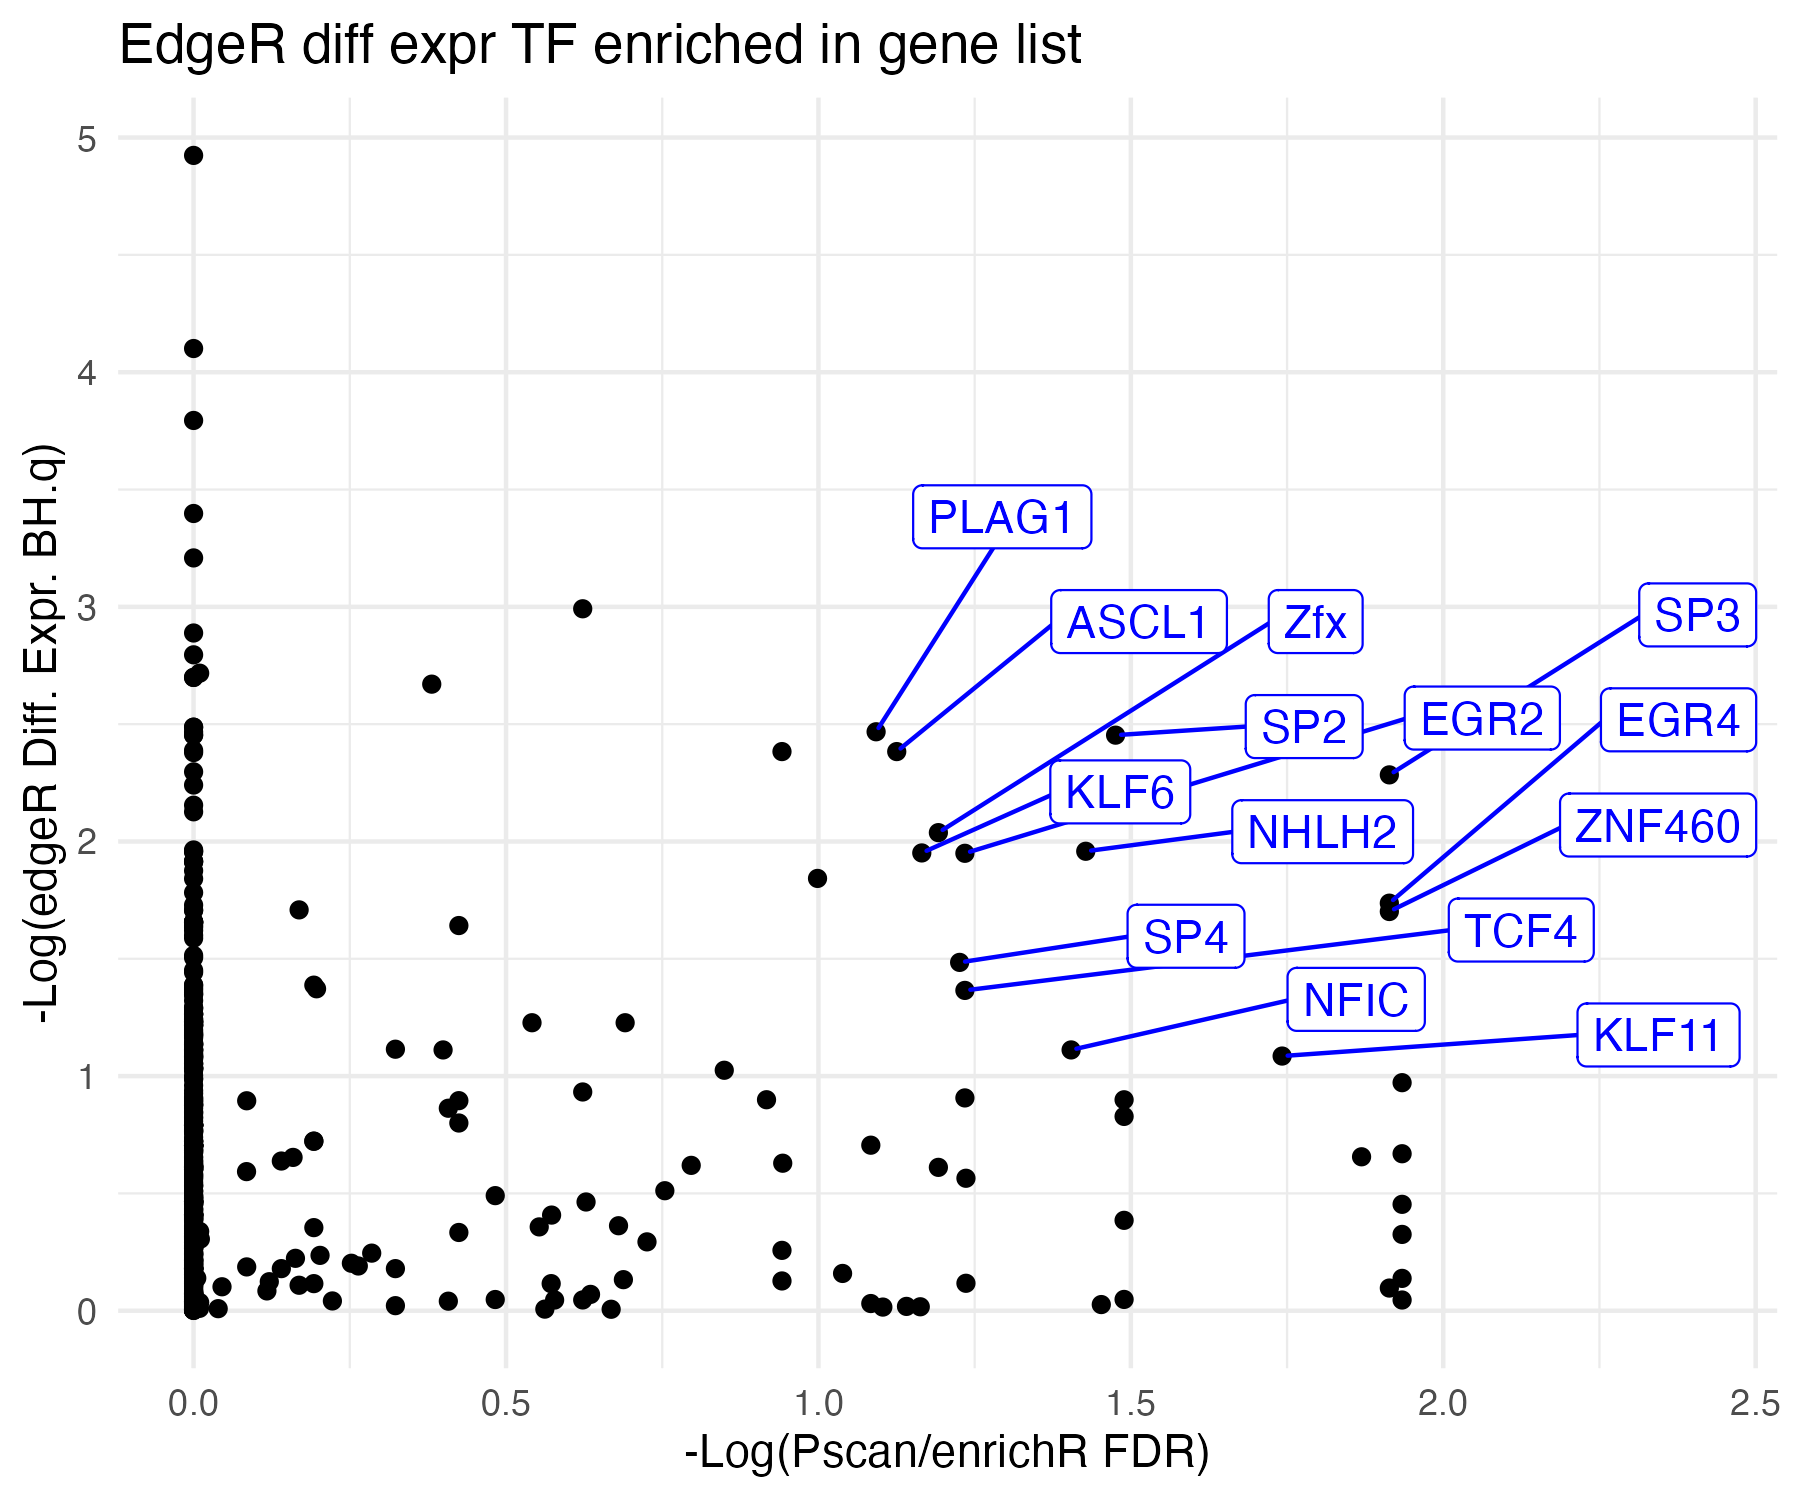 EdgeR diff expr TF enriched in gene list
-Log(edgeR Diff. Expr. BH.q)
5
4
3
2
1
0
PLAG1
ASCL1
Zfx
SP3
SP2
EGR2
EGR4
KLF6
NHLH2
ZNF460
SP4
TCF4
NFIC
KLF11
0.0
0.5
1.0
1.5
2.0
2.5
-Log(Pscan/enrichR FDR)